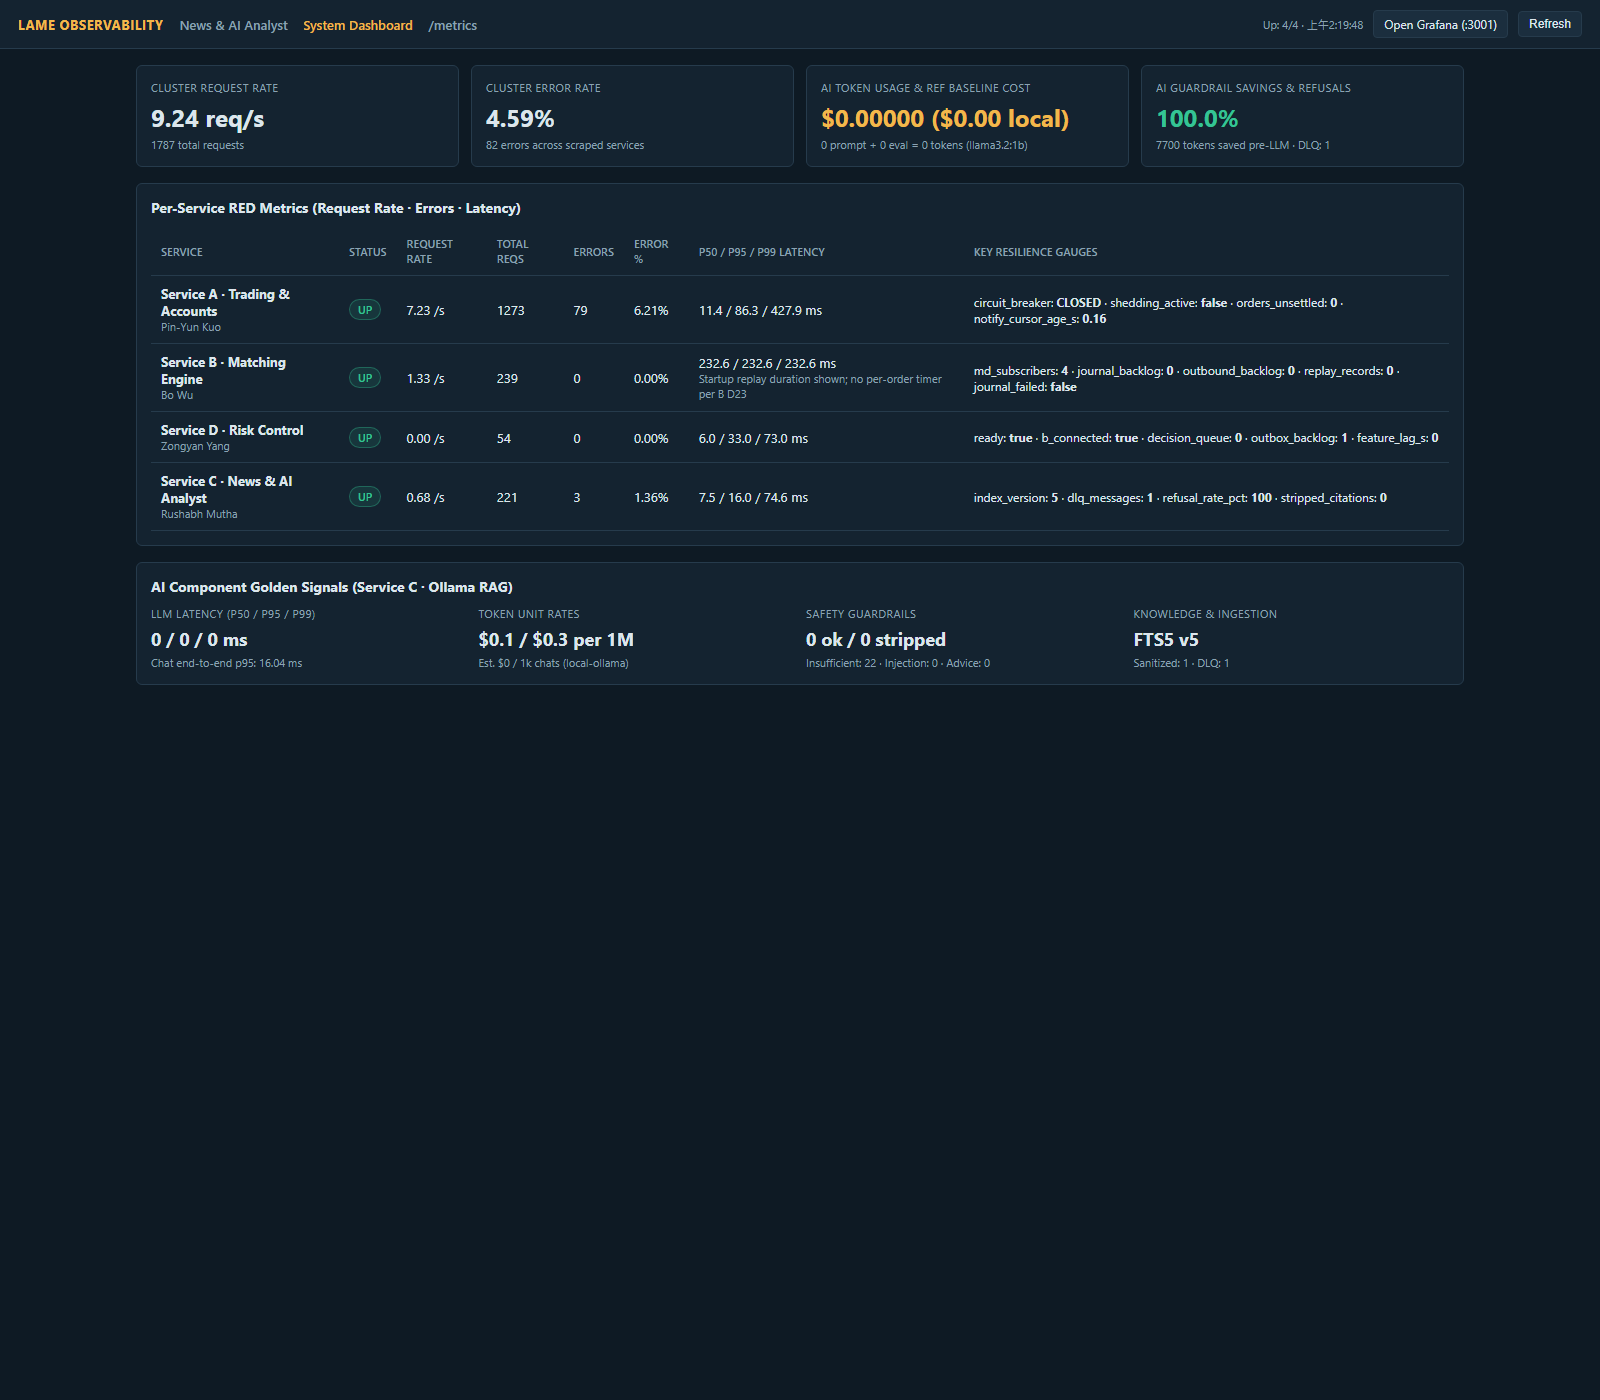 LAME OBSERVABILITY News & AI Analyst System Dashboard /metrics Up: 4/4 · 上午2:19:48 Open Grafana (:3001) Refresh
CLUSTER REQUEST RATE
9.24 req/s
1787 total requests
CLUSTER ERROR RATE
4.59%
82 errors across scraped services
AI TOKEN USAGE & REF BASELINE COST
$0.00000 ($0.00 local)
0 prompt + 0 eval = 0 tokens (llama3.2:1b)
AI GUARDRAIL SAVINGS & REFUSALS
100.0%
7700 tokens saved pre-LLM · DLQ: 1
Per-Service RED Metrics (Request Rate · Errors · Latency)
SERVICE
STATUS
REQUEST
RATE
TOTAL
REQS
ERRORS
ERROR
%
P50 / P95 / P99 LATENCY
KEY RESILIENCE GAUGES
Service A · Trading &
Accounts
Pin-Yun Kuo
UP
7.23 /s
1273
79
6.21%
11.4 / 86.3 / 427.9 ms
circuit_breaker: CLOSED · shedding_active: false · orders_unsettled: 0 ·
notify_cursor_age_s: 0.16
Service B · Matching
Engine
Bo Wu
UP
1.33 /s
239
0
0.00%
232.6 / 232.6 / 232.6 ms
Startup replay duration shown; no per-order timer
per B D23
md_subscribers: 4 · journal_backlog: 0 · outbound_backlog: 0 · replay_records: 0 ·
journal_failed: false
Service D · Risk Control
Zongyan Yang
UP
0.00 /s
54
0
0.00%
6.0 / 33.0 / 73.0 ms
ready: true · b_connected: true · decision_queue: 0 · outbox_backlog: 1 · feature_lag_s: 0
Service C · News & AI
Analyst
Rushabh Mutha
UP
0.68 /s
221
3
1.36%
7.5 / 16.0 / 74.6 ms
index_version: 5 · dlq_messages: 1 · refusal_rate_pct: 100 · stripped_citations: 0
AI Component Golden Signals (Service C · Ollama RAG)
LLM LATENCY (P50 / P95 / P99)
0 / 0 / 0 ms
Chat end-to-end p95: 16.04 ms
TOKEN UNIT RATES
$0.1 / $0.3 per 1M
Est. $0 / 1k chats (local-ollama)
SAFETY GUARDRAILS
0 ok / 0 stripped
Insufficient: 22 · Injection: 0 · Advice: 0
KNOWLEDGE & INGESTION
FTS5 v5
Sanitized: 1 · DLQ: 1